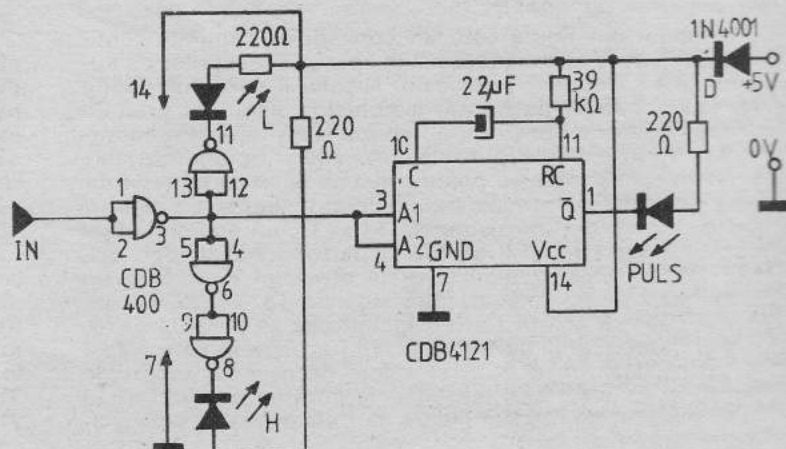 220Ω
1N4001
14
L
22µF
39
kΩ
D
+5V
11
220
Ω
10
11
220
Ω
0V
13
12
C
RC
1
3
A1
Q̅
1
IN
2
3
5
4
4
A2
GND
Vcc
PULS
CDB
400
6
7
14
9
10
CDB4121
7
8
H